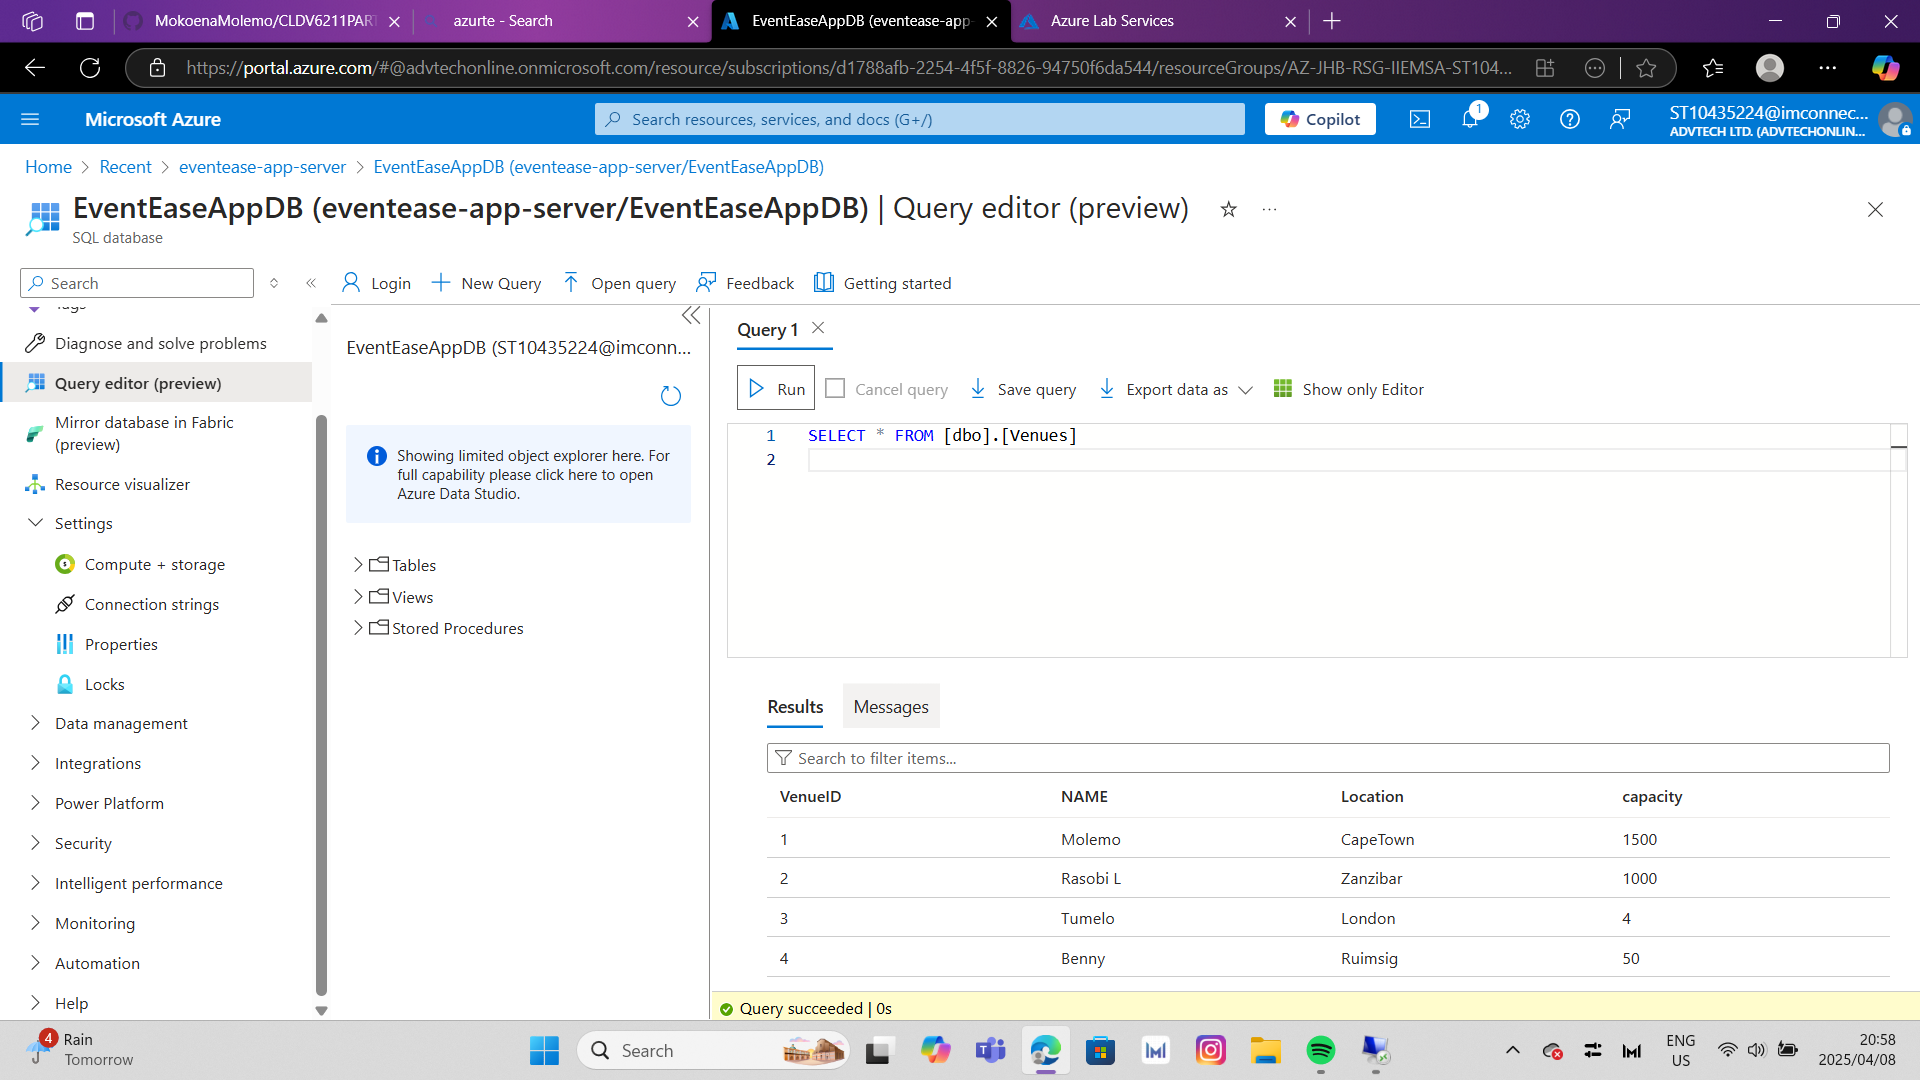 MokoenaMolemo/CLDV6211PART
azurte - Search
EventEaseAppDB (eventease-app-
Azure Lab Services
https://portal.azure.com/#@advtechonline.onmicrosoft.com/resource/subscriptions/d1788afb-2254-4f5f-8826-94750f6da544/resourceGroups/AZ-JHB-RSG-IIEMSA-ST104...
Microsoft Azure
Search resources, services, and docs (G+/)
Copilot
1
ST10435224@imconnec...
ADVTECH LTD. (ADVTECHONLIN...
Home > Recent > eventease-app-server > EventEaseAppDB (eventease-app-server/EventEaseAppDB)
EventEaseAppDB (eventease-app-server/EventEaseAppDB) | Query editor (preview)
SQL database
Search
Login
New Query
Open query
Feedback
Getting started
Tags
Diagnose and solve problems
Query editor (preview)
Mirror database in Fabric
(preview)
Resource visualizer
Settings
Compute + storage
Connection strings
Properties
Locks
Data management
Integrations
Power Platform
Security
Intelligent performance
Monitoring
Automation
Help
EventEaseAppDB (ST10435224@imconn...
Showing limited object explorer here. For
full capability please click here to open
Azure Data Studio.
Tables
Views
Stored Procedures
Query 1
Run
Cancel query
Save query
Export data as
Show only Editor
1 SELECT * FROM [dbo].[Venues]
2
Results
Messages
Search to filter items...
VenueID NAME Location capacity
1 Molemo CapeTown 1500
2 Rasobi L Zanzibar 1000
3 Tumelo London 4
4 Benny Ruimsig 50
Query succeeded | 0s
4
Rain
Tomorrow
Search
ENG
US
20:58
2025/04/08